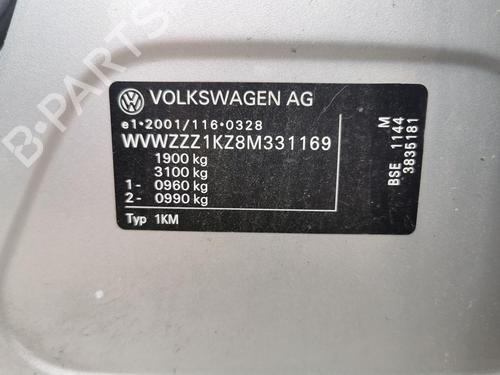 B-PARTS
VOLKSWAGEN AG
e1*2001/116*0328
WVWZZZ1KZ8M331169
1900 kg
3100 kg
1- 0960 kg
2- 0990 kg
Typ 1KM
M
BSE 1144
3835181